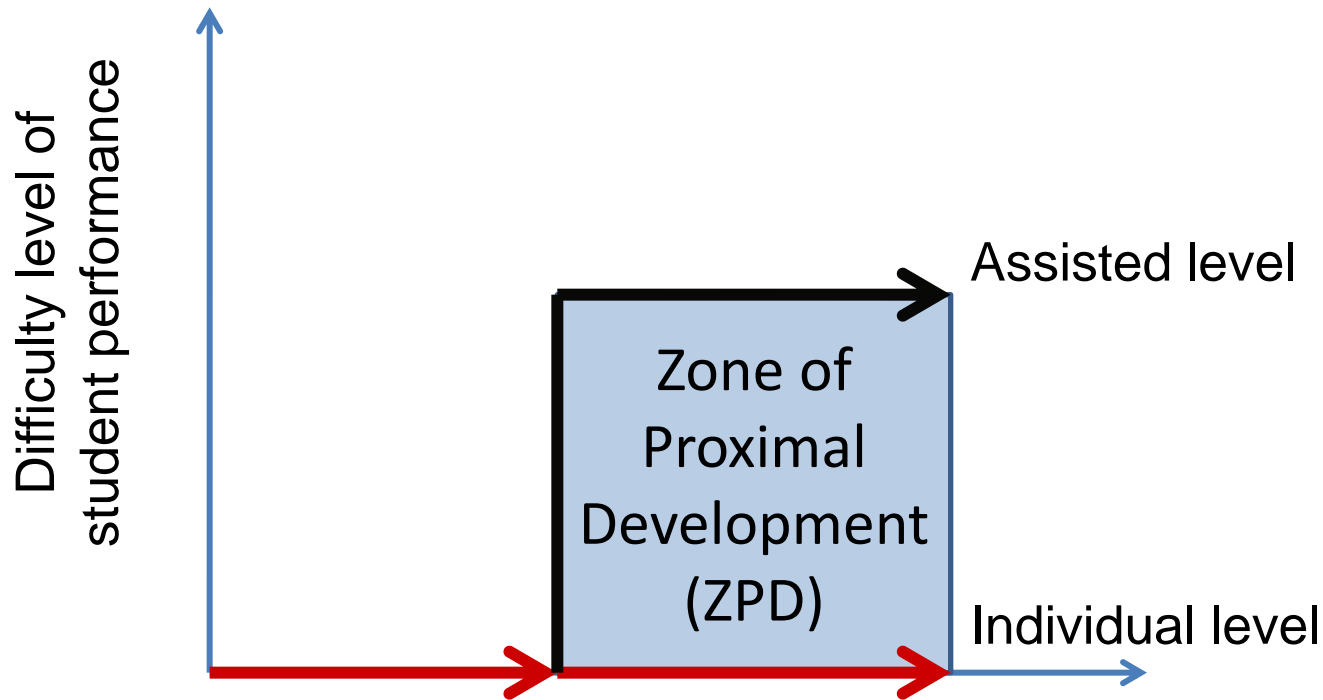 Difficulty level of
student performance
Assisted level
Zone of
Proximal
Development
(ZPD)
Individual level